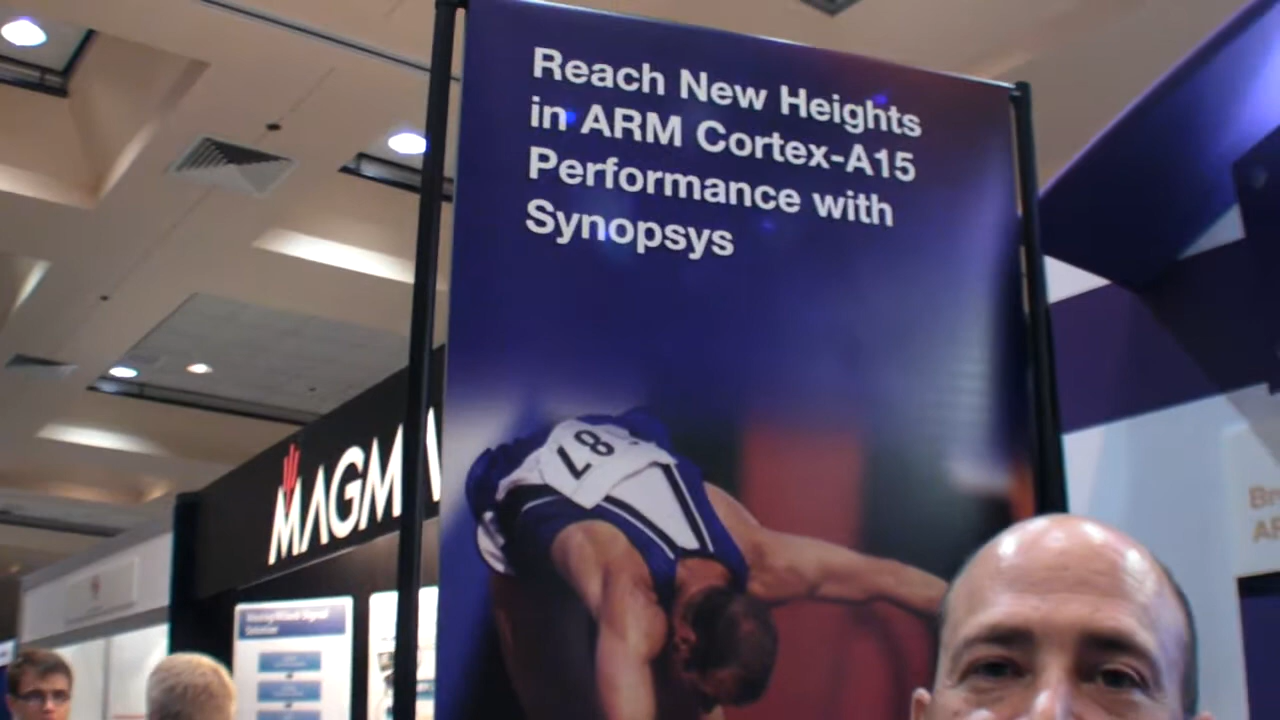 Reach New Heights
in ARM Cortex-A15
Performance with
Synopsys
87
MAGM